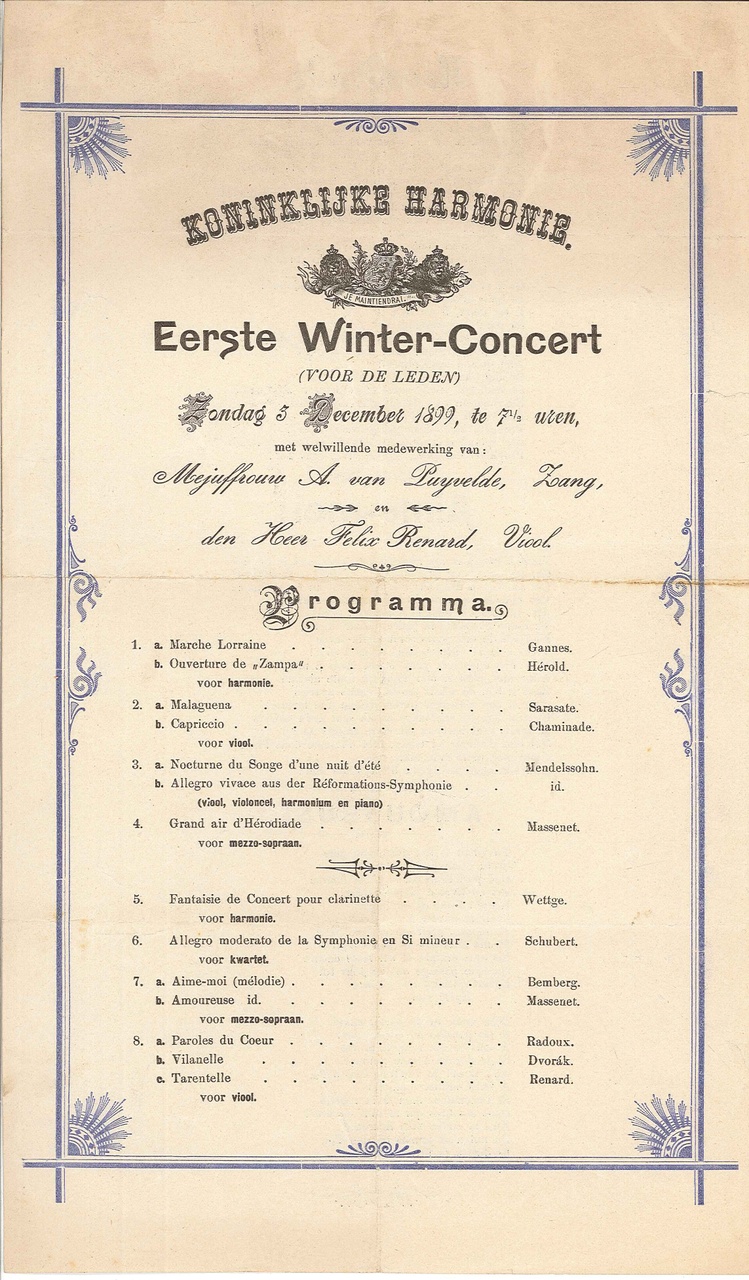 KONINKLIJKE HARMONIE.
JE MAINTIENDRAI.
Eerste Winter-Concert
(VOOR DE LEDEN)
Zondag 3 December 1899, te 7 1/2 uren,
met welwillende medewerking van:
Mejuffrouw A. van Puyvelde, Zang,
en
den Heer Felix Renard, Viool.
Programma.
1. a. Marche Lorraine . . . . . . . . Gannes.
b. Ouverture de „Zampa" . . . . . . . Hérold.
voor harmonie.
2. a. Malaguena . . . . . . . . . Sarasate.
b. Capriccio . . . . . . . . . . Chaminade.
voor viool.
3. a. Nocturne du Songe d'une nuit d'été . . . . Mendelssohn.
b. Allegro vivace aus der Réformations-Symphonie . . id.
(viool, violoncel, harmonium en piano)
4. Grand air d'Hérodiade . . . . . . . Massenet.
voor mezzo-sopraan.
5. Fantaisie de Concert pour clarinette . . . . Wettge.
voor harmonie.
6. Allegro moderato de la Symphonie en Si mineur . . Schubert.
voor kwartet.
7. a. Aime-moi (mélodie) . . . . . . . . Bemberg.
b. Amoureuse id. . . . . . . . . Massenet.
voor mezzo-sopraan.
8. a. Paroles du Coeur . . . . . . . . Radoux.
b. Vilanelle . . . . . . . . . Dvorák.
c. Tarentelle . . . . . . . . . Renard.
voor viool.